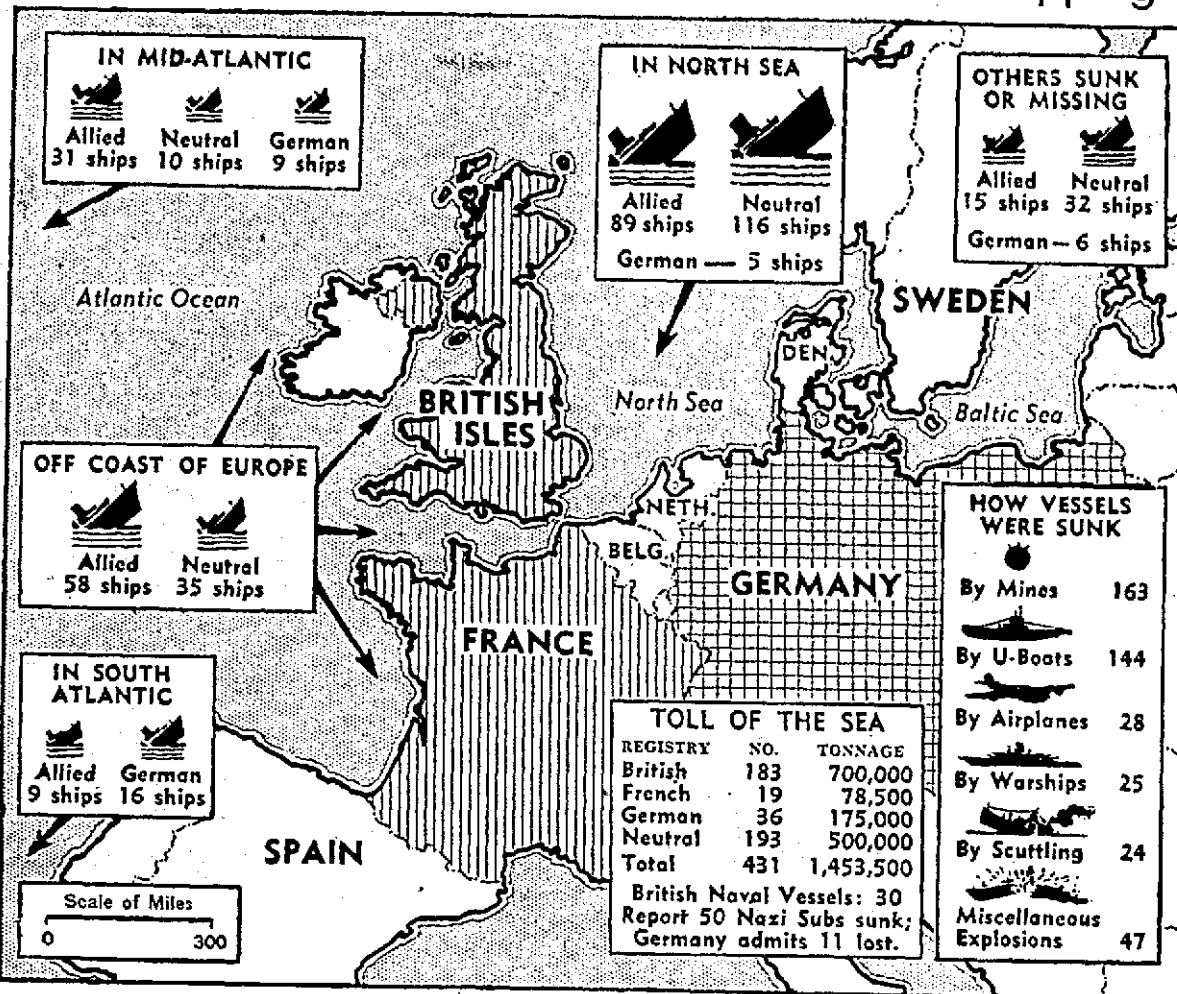 IN MID-ATLANTIC
Allied Neutral German
31 ships 10 ships 9 ships
IN NORTH SEA
Allied Neutral
89 ships 116 ships
German — 5 ships
OTHERS SUNK
OR MISSING
Allied Neutral
15 ships 32 ships
German — 6 ships
Atlantic Ocean
SWEDEN
DEN.
BRITISH
ISLES
North Sea
Baltic Sea
OFF COAST OF EUROPE
Allied Neutral
58 ships 35 ships
NETH.
BELG.
GERMANY
FRANCE
HOW VESSELS
WERE SUNK
By Mines 163
By U-Boats 144
By Airplanes 28
By Warships 25
By Scuttling 24
Miscellaneous
Explosions 47
IN SOUTH
ATLANTIC
Allied German
9 ships 16 ships
TOLL OF THE SEA
REGISTRY NO. TONNAGE
British 183 700,000
French 19 78,500
German 36 175,000
Neutral 193 500,000
Total 431 1,453,500
British Naval Vessels: 30
Report 50 Nazi Subs sunk;
Germany admits 11 lost.
SPAIN
Scale of Miles
0 300